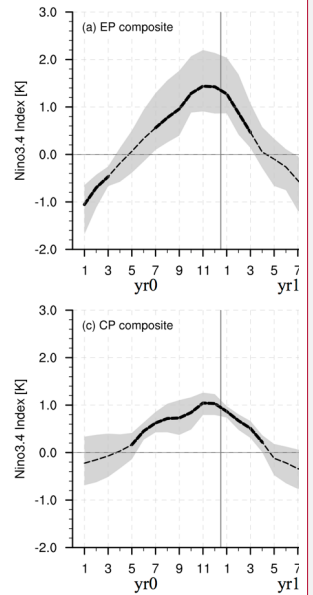 (a) EP composite
Nino3.4 Index [K]
3.0
2.0
1.0
0.0
-1.0
-2.0
1 3 5 7 9 11 1 3 5 7
yr0 yr1
(c) CP composite
Nino3.4 Index [K]
3.0
2.0
1.0
0.0
-1.0
-2.0
1 3 5 7 9 11 1 3 5 7
yr0 yr1